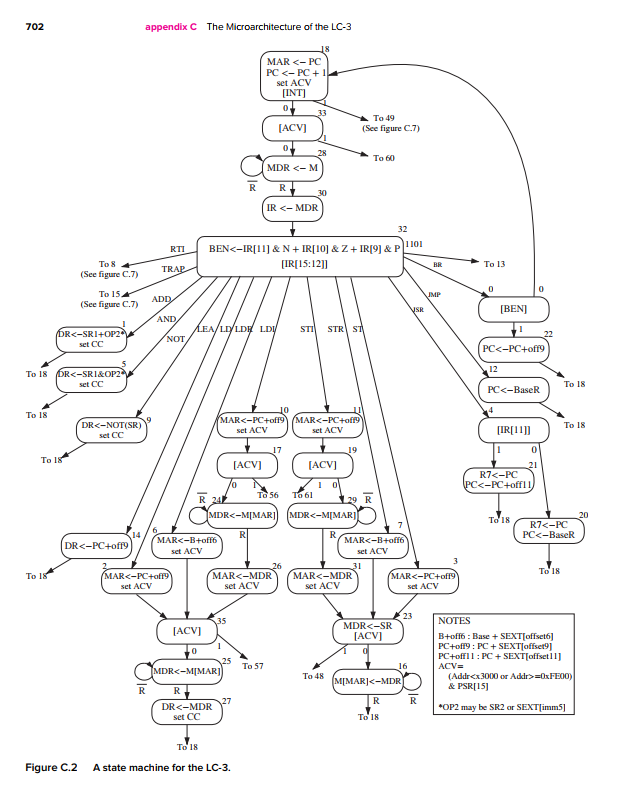 702
appendix C The Microarchitecture of the LC-3
18
MAR <– PC
PC <– PC + 1
set ACV
[INT]
0
1
To 49
(See figure C.7)
33
[ACV]
0
1
To 60
28
MDR <– M
R
R
30
IR <– MDR
32
BEN<–IR[11] & N + IR[10] & Z + IR[9] & P
[IR[15:12]]
1101
To 13
RTI
To 8
(See figure C.7)
TRAP
To 15
(See figure C.7)
ADD
AND
NOT
LEA
LD
LDR
LDI
STI
STR
ST
JSR
JMP
BR
1
DR<–SR1+OP2*
set CC
To 18
5
DR<–SR1&OP2*
set CC
To 18
9
DR<–NOT(SR)
set CC
To 18
0
0
[BEN]
1
22
PC<–PC+off9
To 18
12
PC<–BaseR
To 18
4
[IR[11]]
1
0
21
R7<–PC
PC<–PC+off11
To 18
20
R7<–PC
PC<–BaseR
To 18
10
MAR<–PC+off9
set ACV
11
MAR<–PC+off9
set ACV
17
[ACV]
0
1
To 56
19
[ACV]
1
0
To 61
R
24
MDR<–M[MAR]
R
29
R
MDR<–M[MAR]
R
14
DR<–PC+off9
To 18
6
MAR<–B+off6
set ACV
7
MAR<–B+off6
set ACV
2
MAR<–PC+off9
set ACV
26
MAR<–MDR
set ACV
31
MAR<–MDR
set ACV
3
MAR<–PC+off9
set ACV
35
[ACV]
0
1
To 57
25
MDR<–M[MAR]
R
R
27
DR<–MDR
set CC
To 18
23
MDR<–SR
[ACV]
1
0
To 48
16
M[MAR]<–MDR
R
R
To 18
NOTES
B+off6 : Base + SEXT[offset6]
PC+off9 : PC + SEXT[offset9]
PC+off11 : PC + SEXT[offset11]
ACV=
(Addr<x3000 or Addr>=0xFE00)
& PSR[15]
*OP2 may be SR2 or SEXT[imm5]
Figure C.2 A state machine for the LC-3.